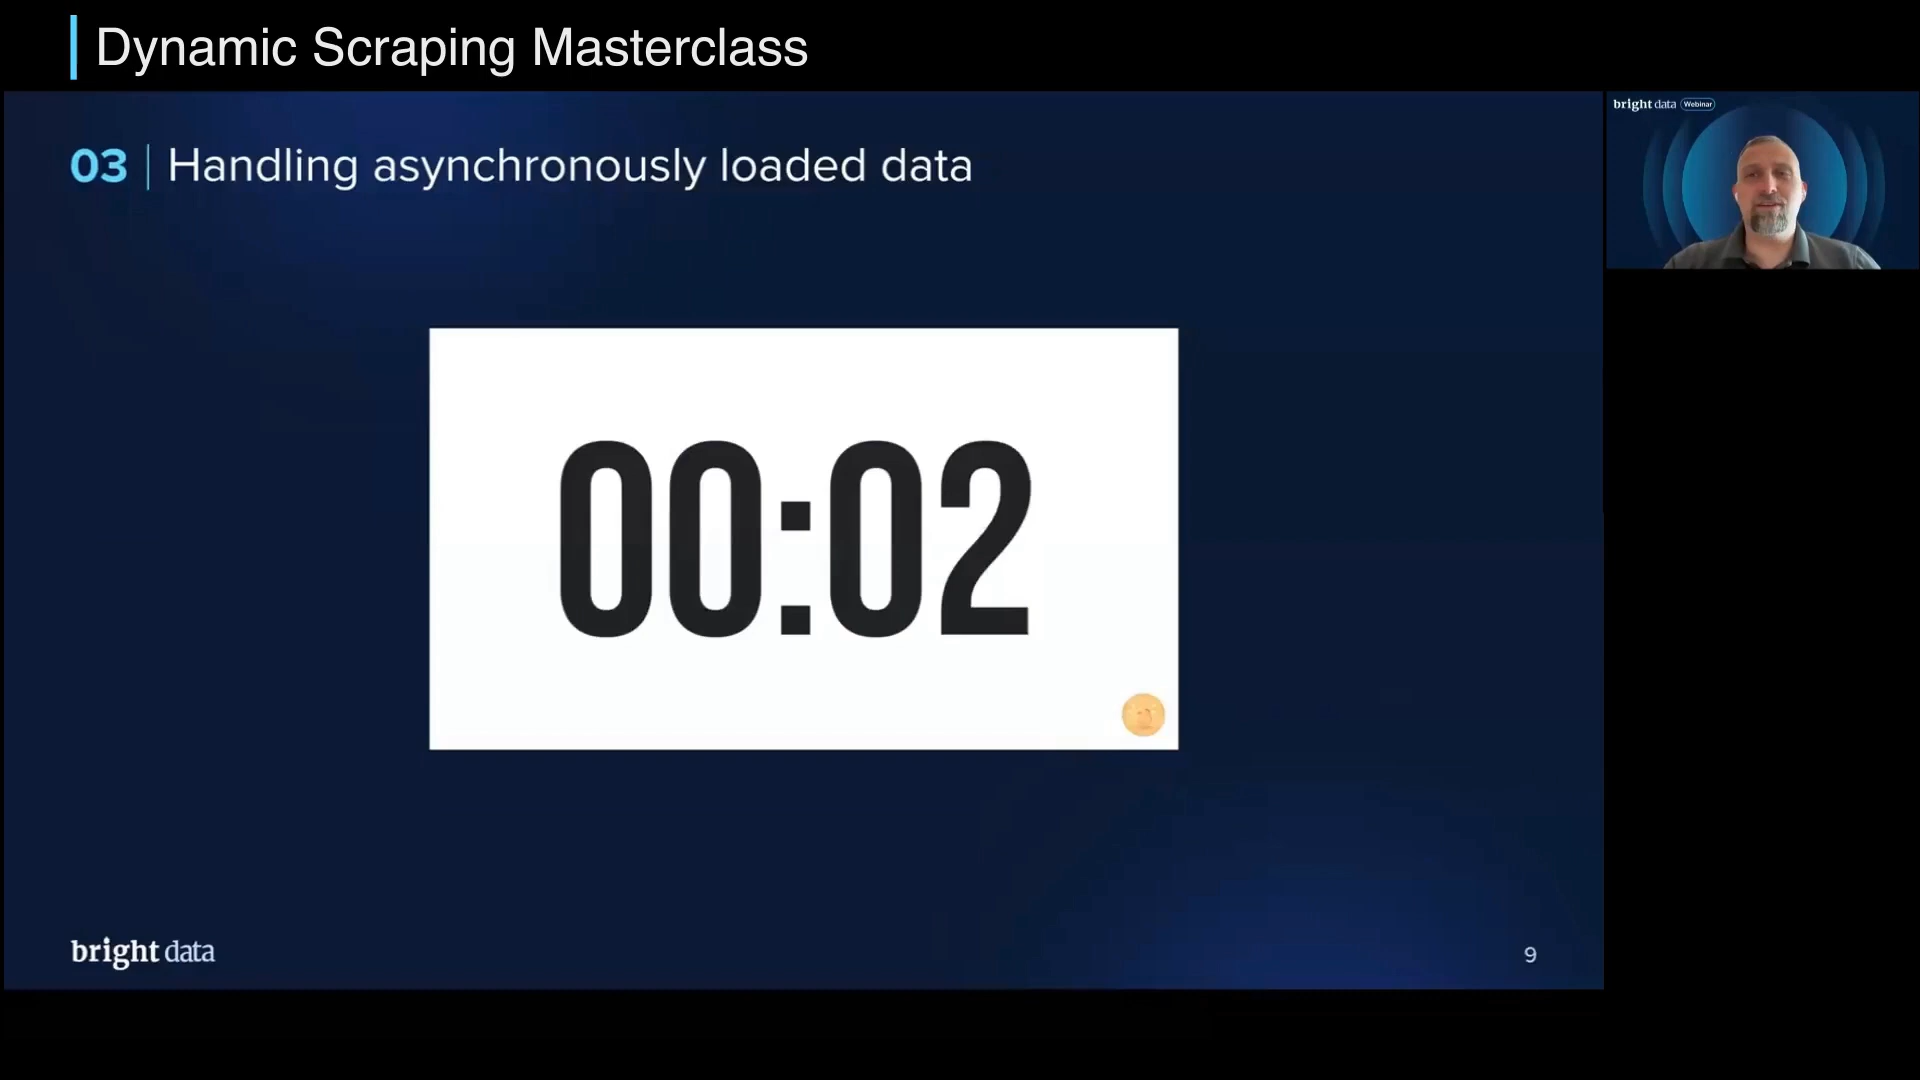 Dynamic Scraping Masterclass
03 | Handling asynchronously loaded data
bright data Webinar
00:02
bright data
9